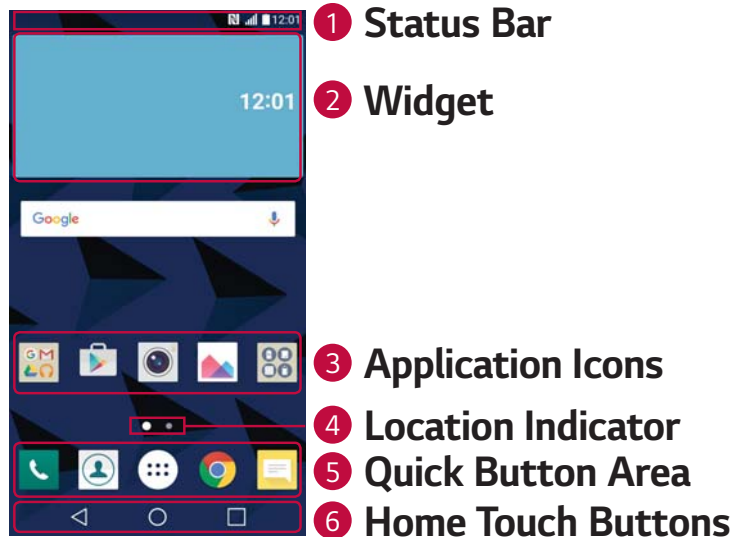 12:01
1 Status Bar
12:01
2 Widget
Google
G M
3 Application Icons
4 Location Indicator
5 Quick Button Area
6 Home Touch Buttons